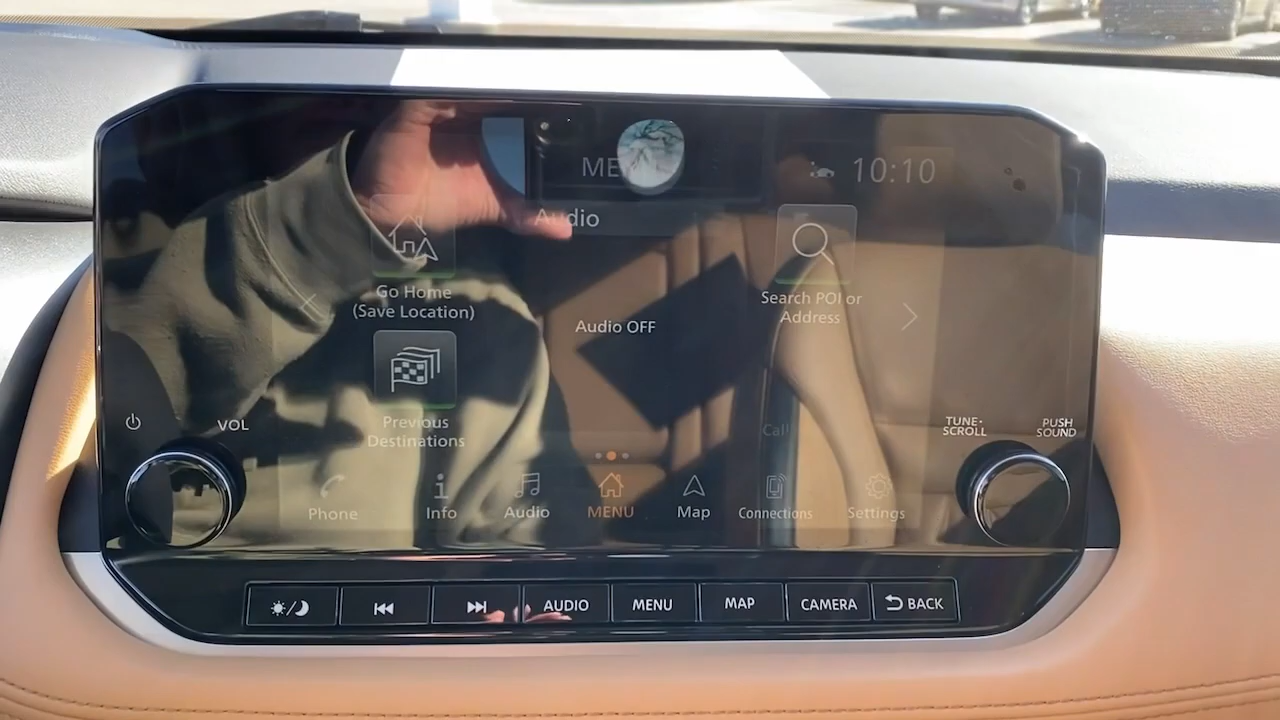 ME
10:10
Audio
Go Home
(Save Location)
Search POI or
Address
Audio OFF
Previous
Destinations
Call
VOL
TUNE•
SCROLL
PUSH
SOUND
Phone
Info
Audio
MENU
Map
Connections
Settings
AUDIO
MENU
MAP
CAMERA
BACK